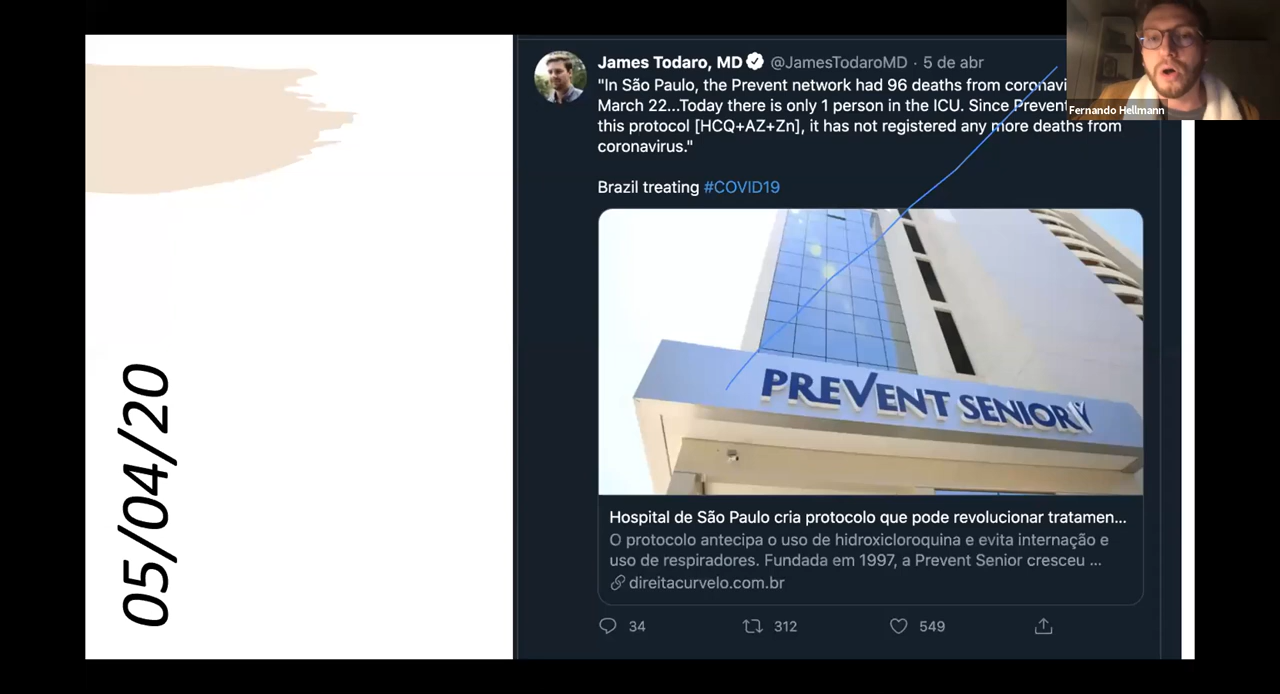 James Todaro, MD @JamesTodaroMD · 5 de abr
"In São Paulo, the Prevent network had 96 deaths from
March 22...Today there is only 1 person in the ICU. Since Prevent
this protocol [HCQ+AZ+Zn], it has not registered any more deaths from
coronavirus."
Brazil treating #COVID19
PREVENT SENIOR
Hospital de São Paulo cria protocolo que pode revolucionar tratamen...
O protocolo antecipa o uso de hidroxicloroquina e evita internação e
uso de respiradores. Fundada em 1997, a Prevent Senior cresceu ...
direitacurvelo.com.br
34 312 549
05/04/20
Fernando Hellmann